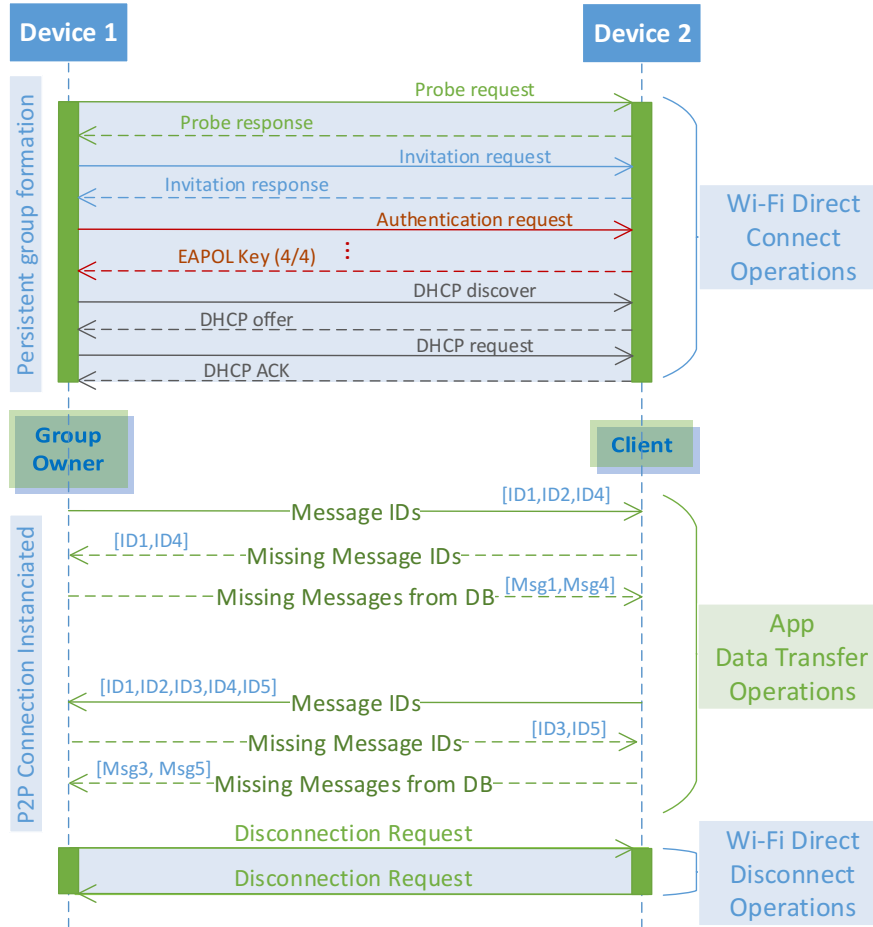 Device 1
Device 2
Persistent group formation
Probe request
Probe response
Invitation request
Invitation response
Authentication request
EAPOL Key (4/4)
DHCP discover
DHCP offer
DHCP request
DHCP ACK
Wi-Fi Direct
Connect
Operations
Group
Owner
Client
P2P Connection Instanciated
[ID1,ID2,ID4]
Message IDs
[ID1,ID4]
Missing Message IDs
[Msg1,Msg4]
Missing Messages from DB
App
Data Transfer
Operations
[ID1,ID2,ID3,ID4,ID5]
Message IDs
[ID3,ID5]
Missing Message IDs
[Msg3, Msg5]
Missing Messages from DB
Disconnection Request
Disconnection Request
Wi-Fi Direct
Disconnect
Operations